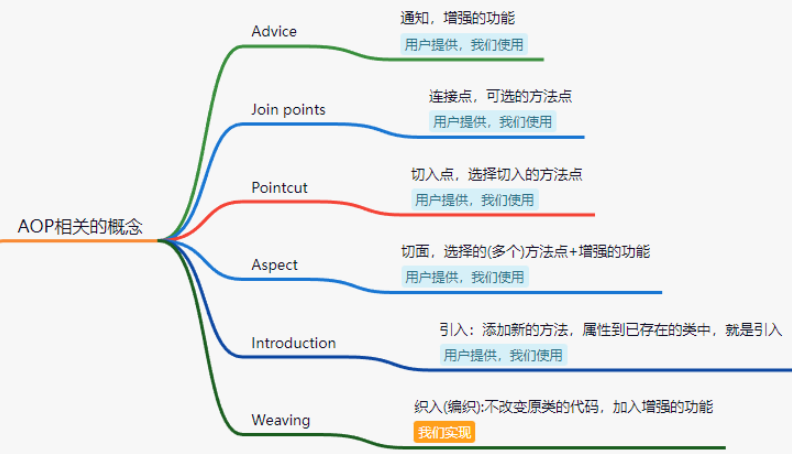 AOP相关的概念
Advice
通知，增强的功能
用户提供，我们使用
Join points
连接点，可选的方法点
用户提供，我们使用
Pointcut
切入点，选择切入的方法点
用户提供，我们使用
Aspect
切面，选择的(多个)方法点+增强的功能
用户提供，我们使用
Introduction
引入：添加新的方法，属性到已存在的类中，就是引入
用户提供，我们使用
Weaving
织入(编织):不改变原类的代码，加入增强的功能
我们实现